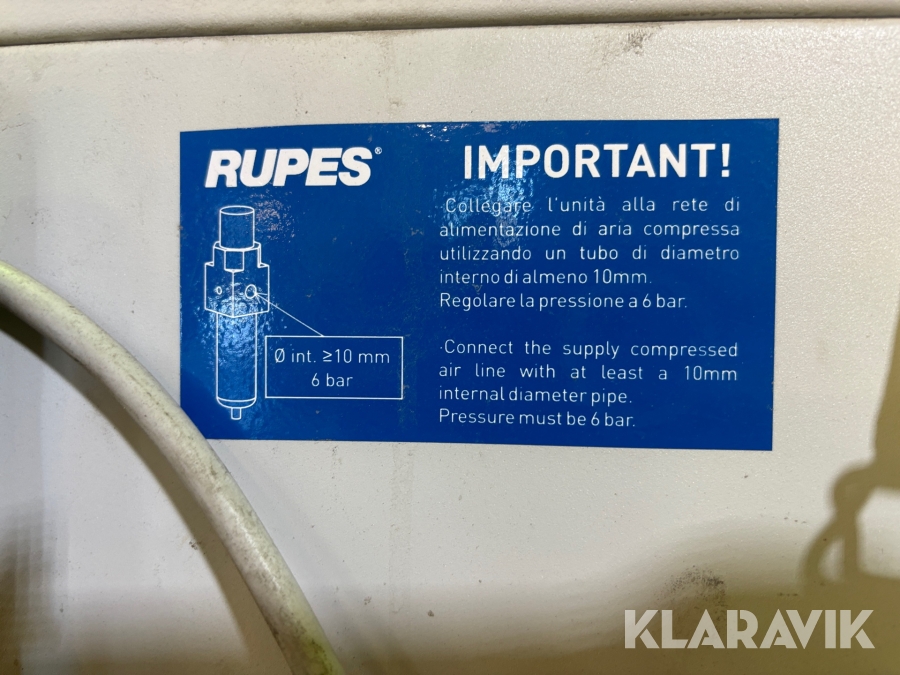 RUPES®
IMPORTANT!
·Collegare l'unità alla rete di
alimentazione di aria compressa
utilizzando un tubo di diametro
interno di almeno 10mm.
Regolare la pressione a 6 bar.
Ø int. ≥10 mm
6 bar
·Connect the supply compressed
air line with at least a 10mm
internal diameter pipe.
Pressure must be 6 bar.
KLARAVIK